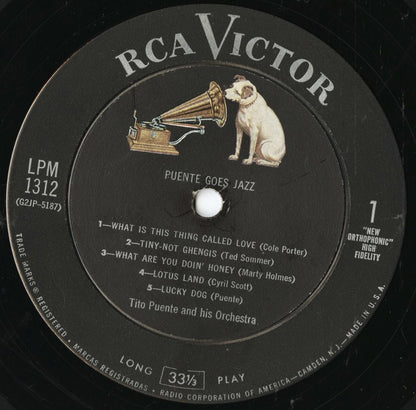 RCA VICTOR
PUENTE GOES JAZZ
LPM
1312
(G2JP-5187)
1
"NEW
ORTHOPHONIC"
HIGH
FIDELITY
1—WHAT IS THIS THING CALLED LOVE (Cole Porter)
2—TINY-NOT GHENGIS (Ted Sommer)
3—WHAT ARE YOU DOIN' HONEY (Marty Holmes)
4—LOTUS LAND (Cyril Scott)
5—LUCKY DOG (Puente)
Tito Puente and his Orchestra
LONG 33⅓ PLAY
TRADE MARKS ® REGISTERED • MARCAS REGISTRADAS • RADIO CORPORATION OF AMERICA—CAMDEN, N.J.—MADE IN U.S.A.